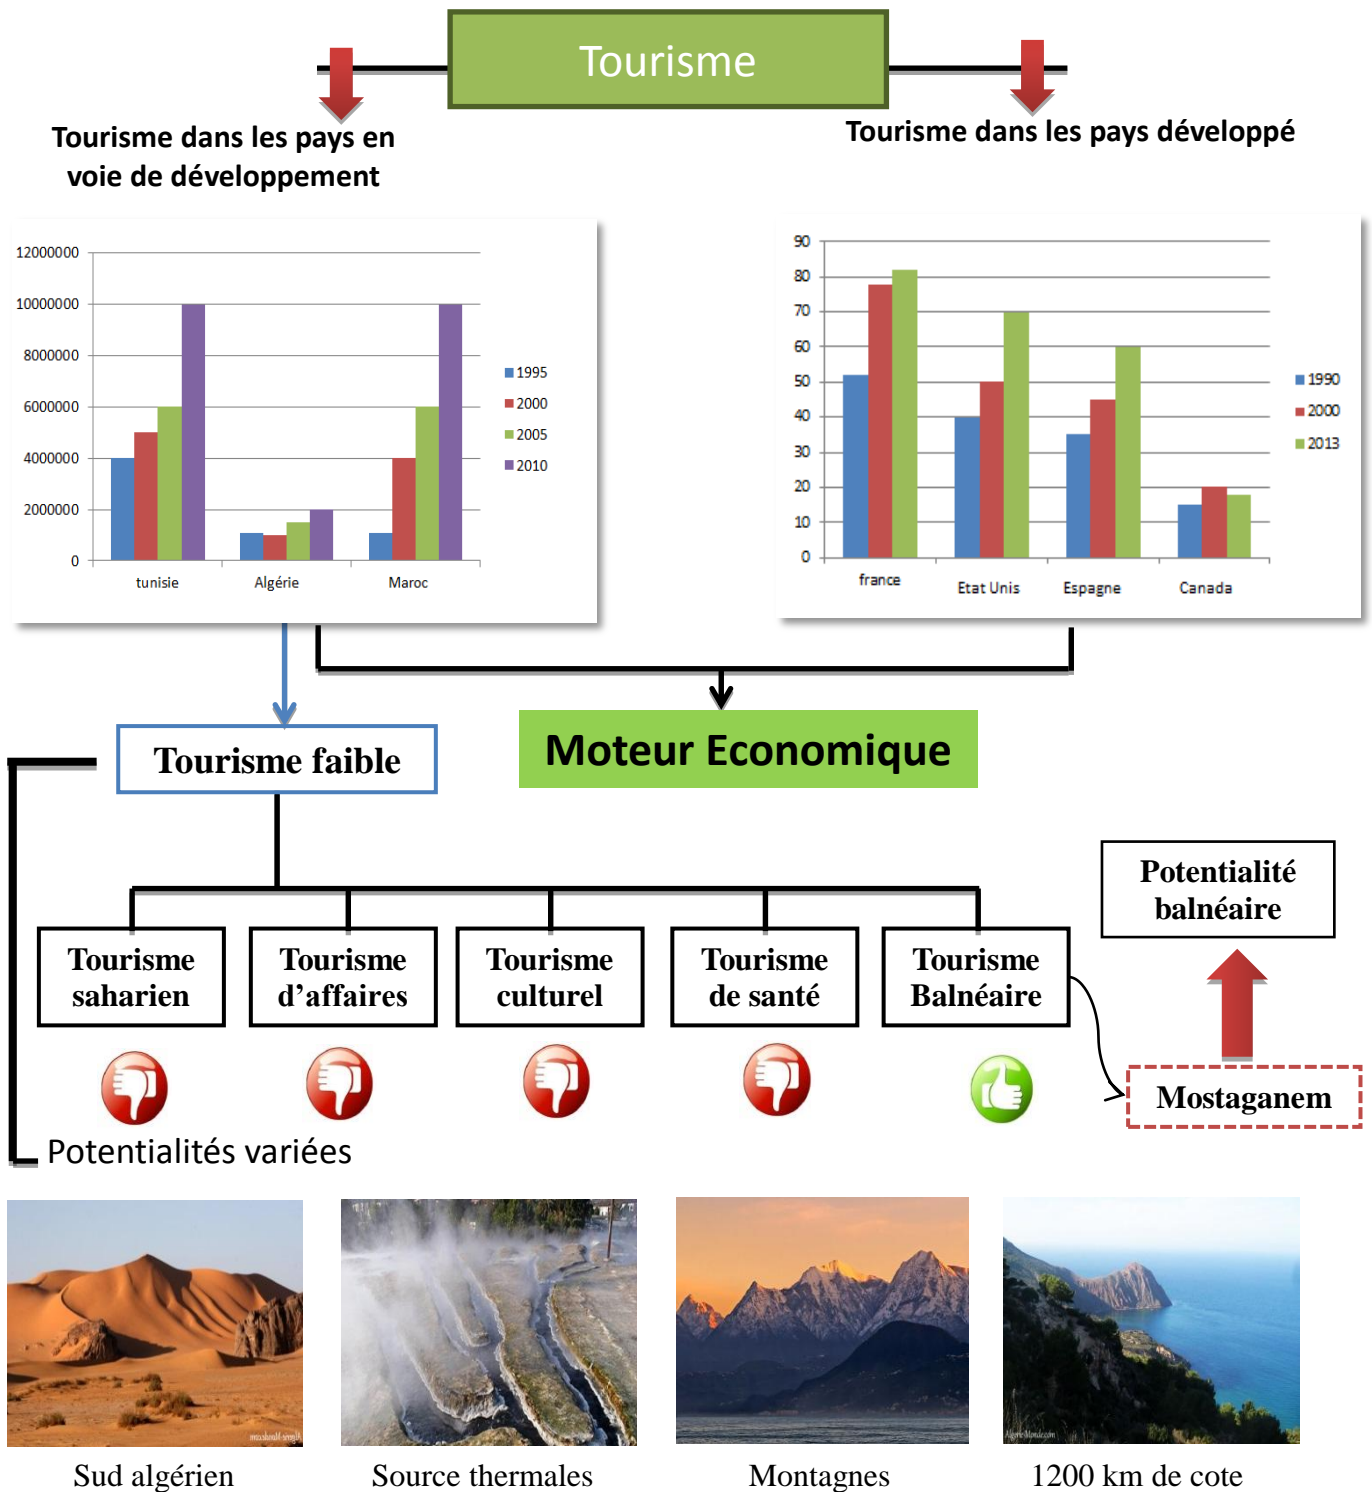 Tourisme
Tourisme dans les pays en
voie de développement
Tourisme dans les pays développé
12000000
10000000
8000000
6000000
4000000
2000000
0
tunisie
Algérie
Maroc
1995
2000
2005
2010
90
80
70
60
50
40
30
20
10
0
france
Etat Unis
Espagne
Canada
1990
2000
2013
Tourisme faible
Moteur Economique
Potentialité
balnéaire
Tourisme
saharien
Tourisme
d’affaires
Tourisme
culturel
Tourisme
de santé
Tourisme
Balnéaire
Mostaganem
Potentialités variées
AlgerieMonde.com
Sud algérien
Source thermales
Montagnes
1200 km de cote